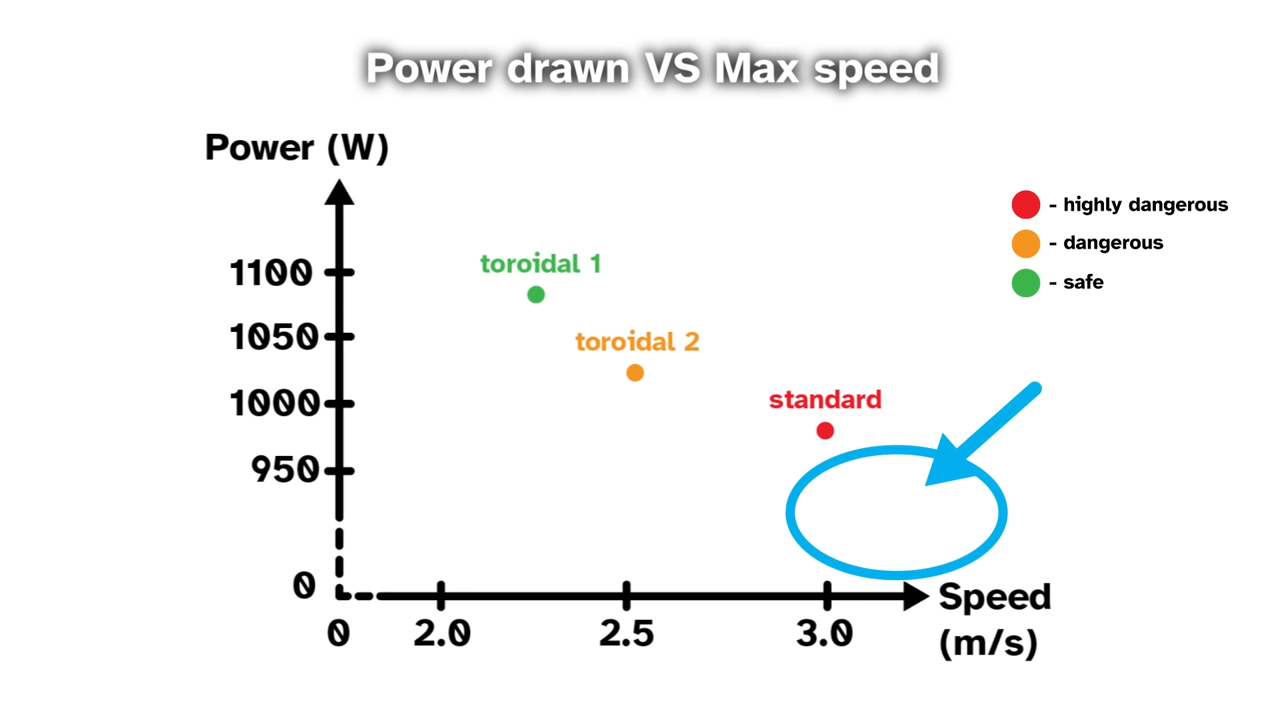 Power drawn VS Max speed
Power (W)
- highly dangerous
- dangerous
- safe
1100
1050
1000
950
0
toroidal 1
toroidal 2
standard
0
2.0
2.5
3.0
Speed
(m/s)